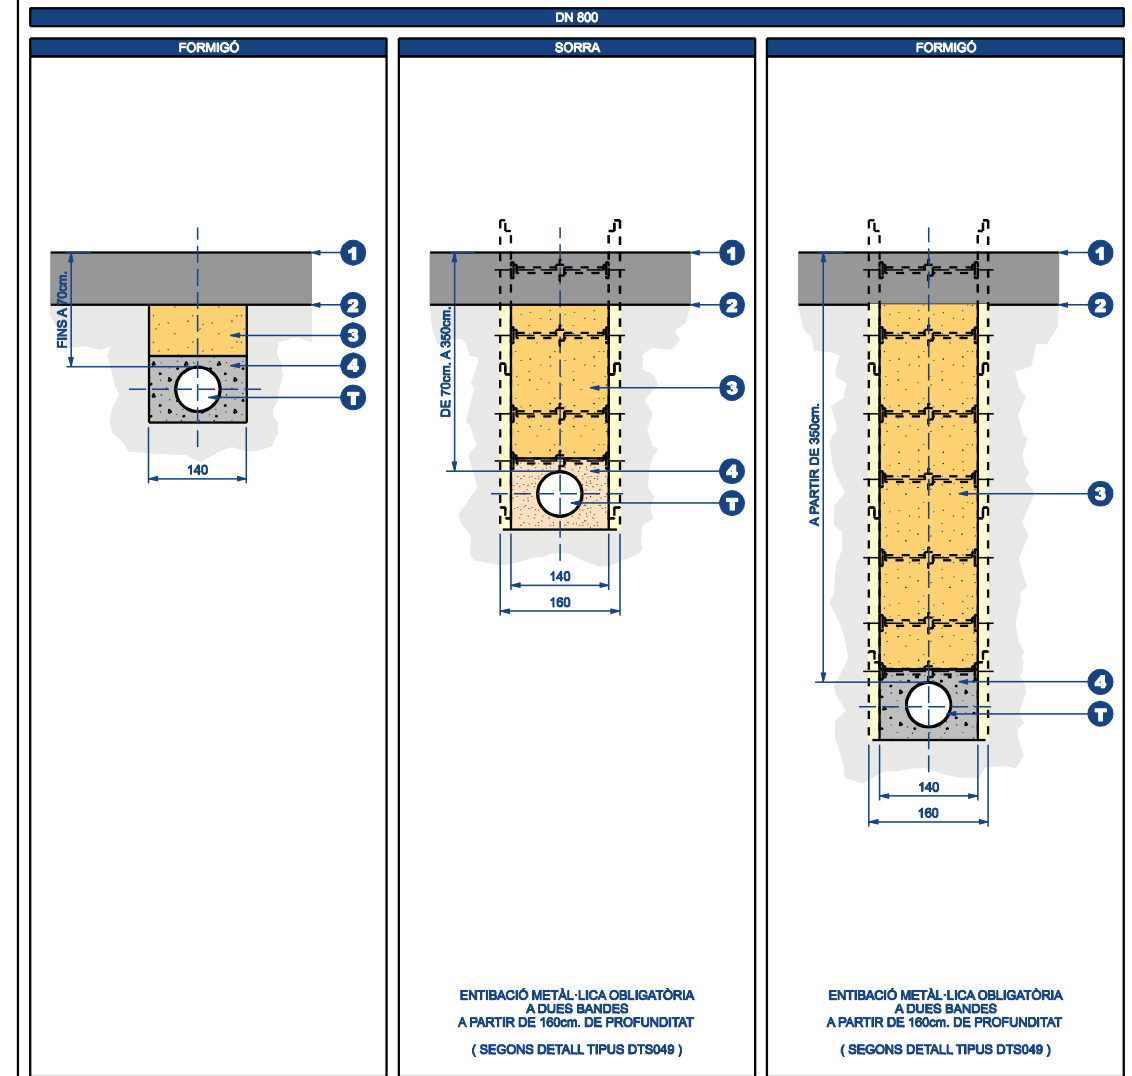 DN 800
FORMIGÓ
1
2
3
4
T
FINS A 70cm.
140
SORRA
1
2
3
4
T
DE 70cm. A 350cm.
140
160
ENTIBACIÓ METÀL·LICA OBLIGATÒRIA
A DUES BANDES
A PARTIR DE 160cm. DE PROFUNDITAT
( SEGONS DETALL TIPUS DTS049 )
FORMIGÓ
1
2
3
4
T
A PARTIR DE 350cm.
140
160
ENTIBACIÓ METÀL·LICA OBLIGATÒRIA
A DUES BANDES
A PARTIR DE 160cm. DE PROFUNDITAT
( SEGONS DETALL TIPUS DTS049 )